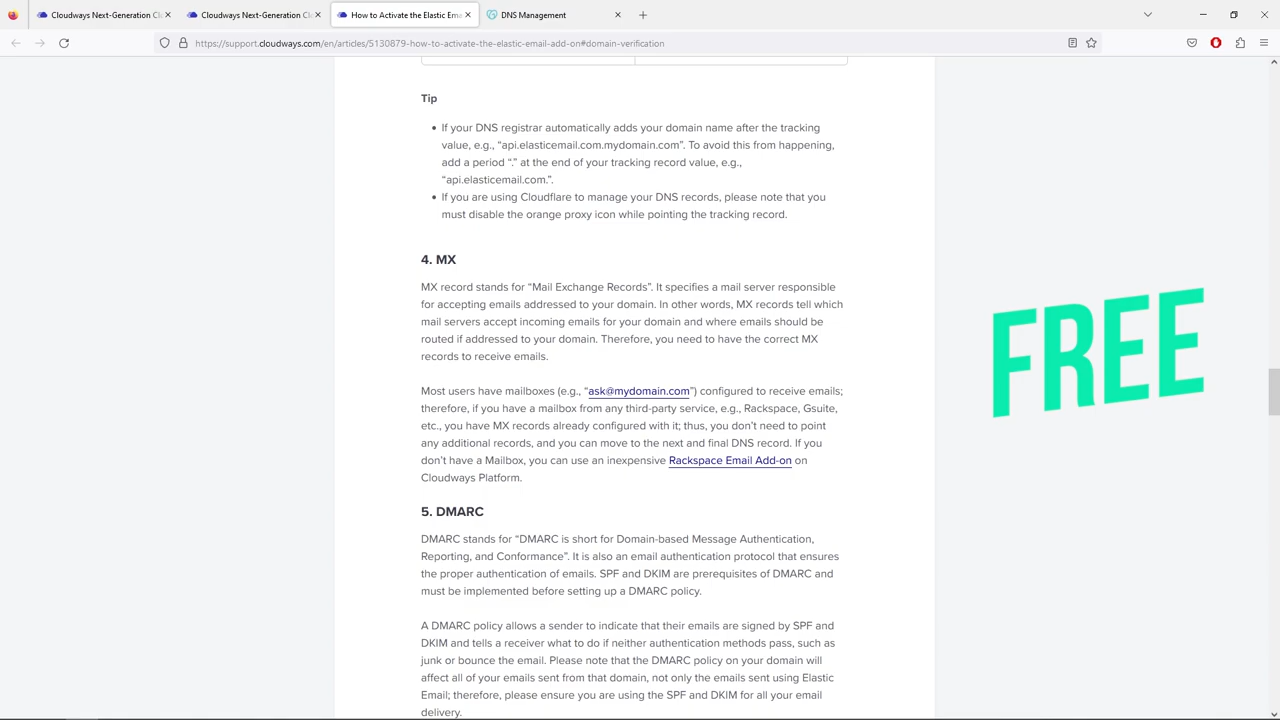 Cloudways Next-Generation Cl
Cloudways Next-Generation Cl
How to Activate the Elastic Ema
DNS Management
https://support.cloudways.com/en/articles/5130879-how-to-activate-the-elastic-email-add-on#domain-verification
Tip
• If your DNS registrar automatically adds your domain name after the tracking
value, e.g., “api.elasticemail.com.mydomain.com”. To avoid this from happening,
add a period “.” at the end of your tracking record value, e.g.,
“api.elasticemail.com.”.
• If you are using Cloudflare to manage your DNS records, please note that you
must disable the orange proxy icon while pointing the tracking record.
4. MX
MX record stands for “Mail Exchange Records”. It specifies a mail server responsible
for accepting emails addressed to your domain. In other words, MX records tell which
mail servers accept incoming emails for your domain and where emails should be
routed if addressed to your domain. Therefore, you need to have the correct MX
records to receive emails.
Most users have mailboxes (e.g., “ask@mydomain.com”) configured to receive emails;
therefore, if you have a mailbox from any third-party service, e.g., Rackspace, Gsuite,
etc., you have MX records already configured with it; thus, you don’t need to point
any additional records, and you can move to the next and final DNS record. If you
don’t have a Mailbox, you can use an inexpensive Rackspace Email Add-on on
Cloudways Platform.
FREE
5. DMARC
DMARC stands for “DMARC is short for Domain-based Message Authentication,
Reporting, and Conformance”. It is also an email authentication protocol that ensures
the proper authentication of emails. SPF and DKIM are prerequisites of DMARC and
must be implemented before setting up a DMARC policy.
A DMARC policy allows a sender to indicate that their emails are signed by SPF and
DKIM and tells a receiver what to do if neither authentication methods pass, such as
junk or bounce the email. Please note that the DMARC policy on your domain will
affect all of your emails sent from that domain, not only the emails sent using Elastic
Email; therefore, please ensure you are using the SPF and DKIM for all your email
delivery.